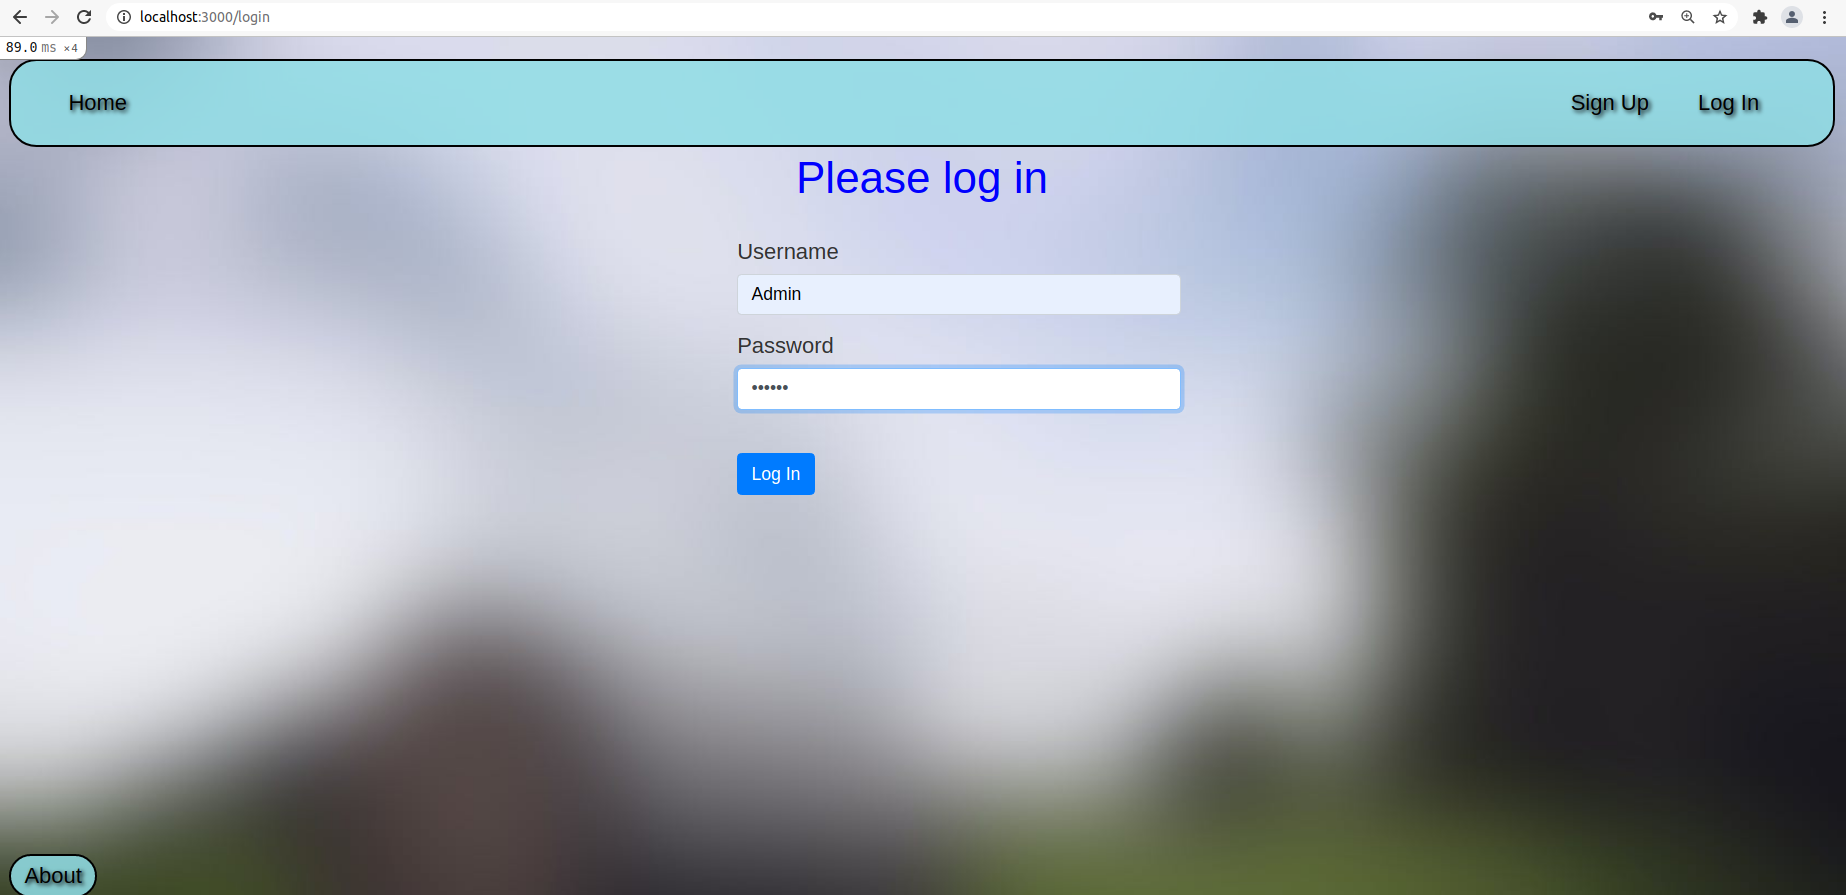 localhost:3000/login
89.0 ms ×4
Home Sign Up Log In
Please log in
Username
Admin
Password
••••••
Log In
About